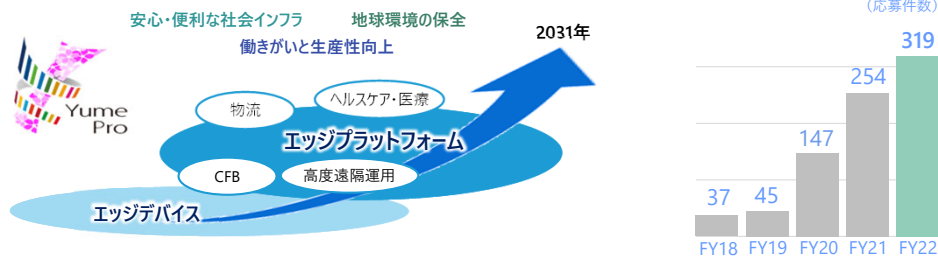 安心・便利な社会インフラ
地球環境の保全
働きがいと生産性向上
2031年
Yume
Pro
物流
ヘルスケア・医療
エッジプラットフォーム
CFB
高度遠隔運用
エッジデバイス
（応募件数）
319
254
147
45
37
FY18
FY19
FY20
FY21
FY22